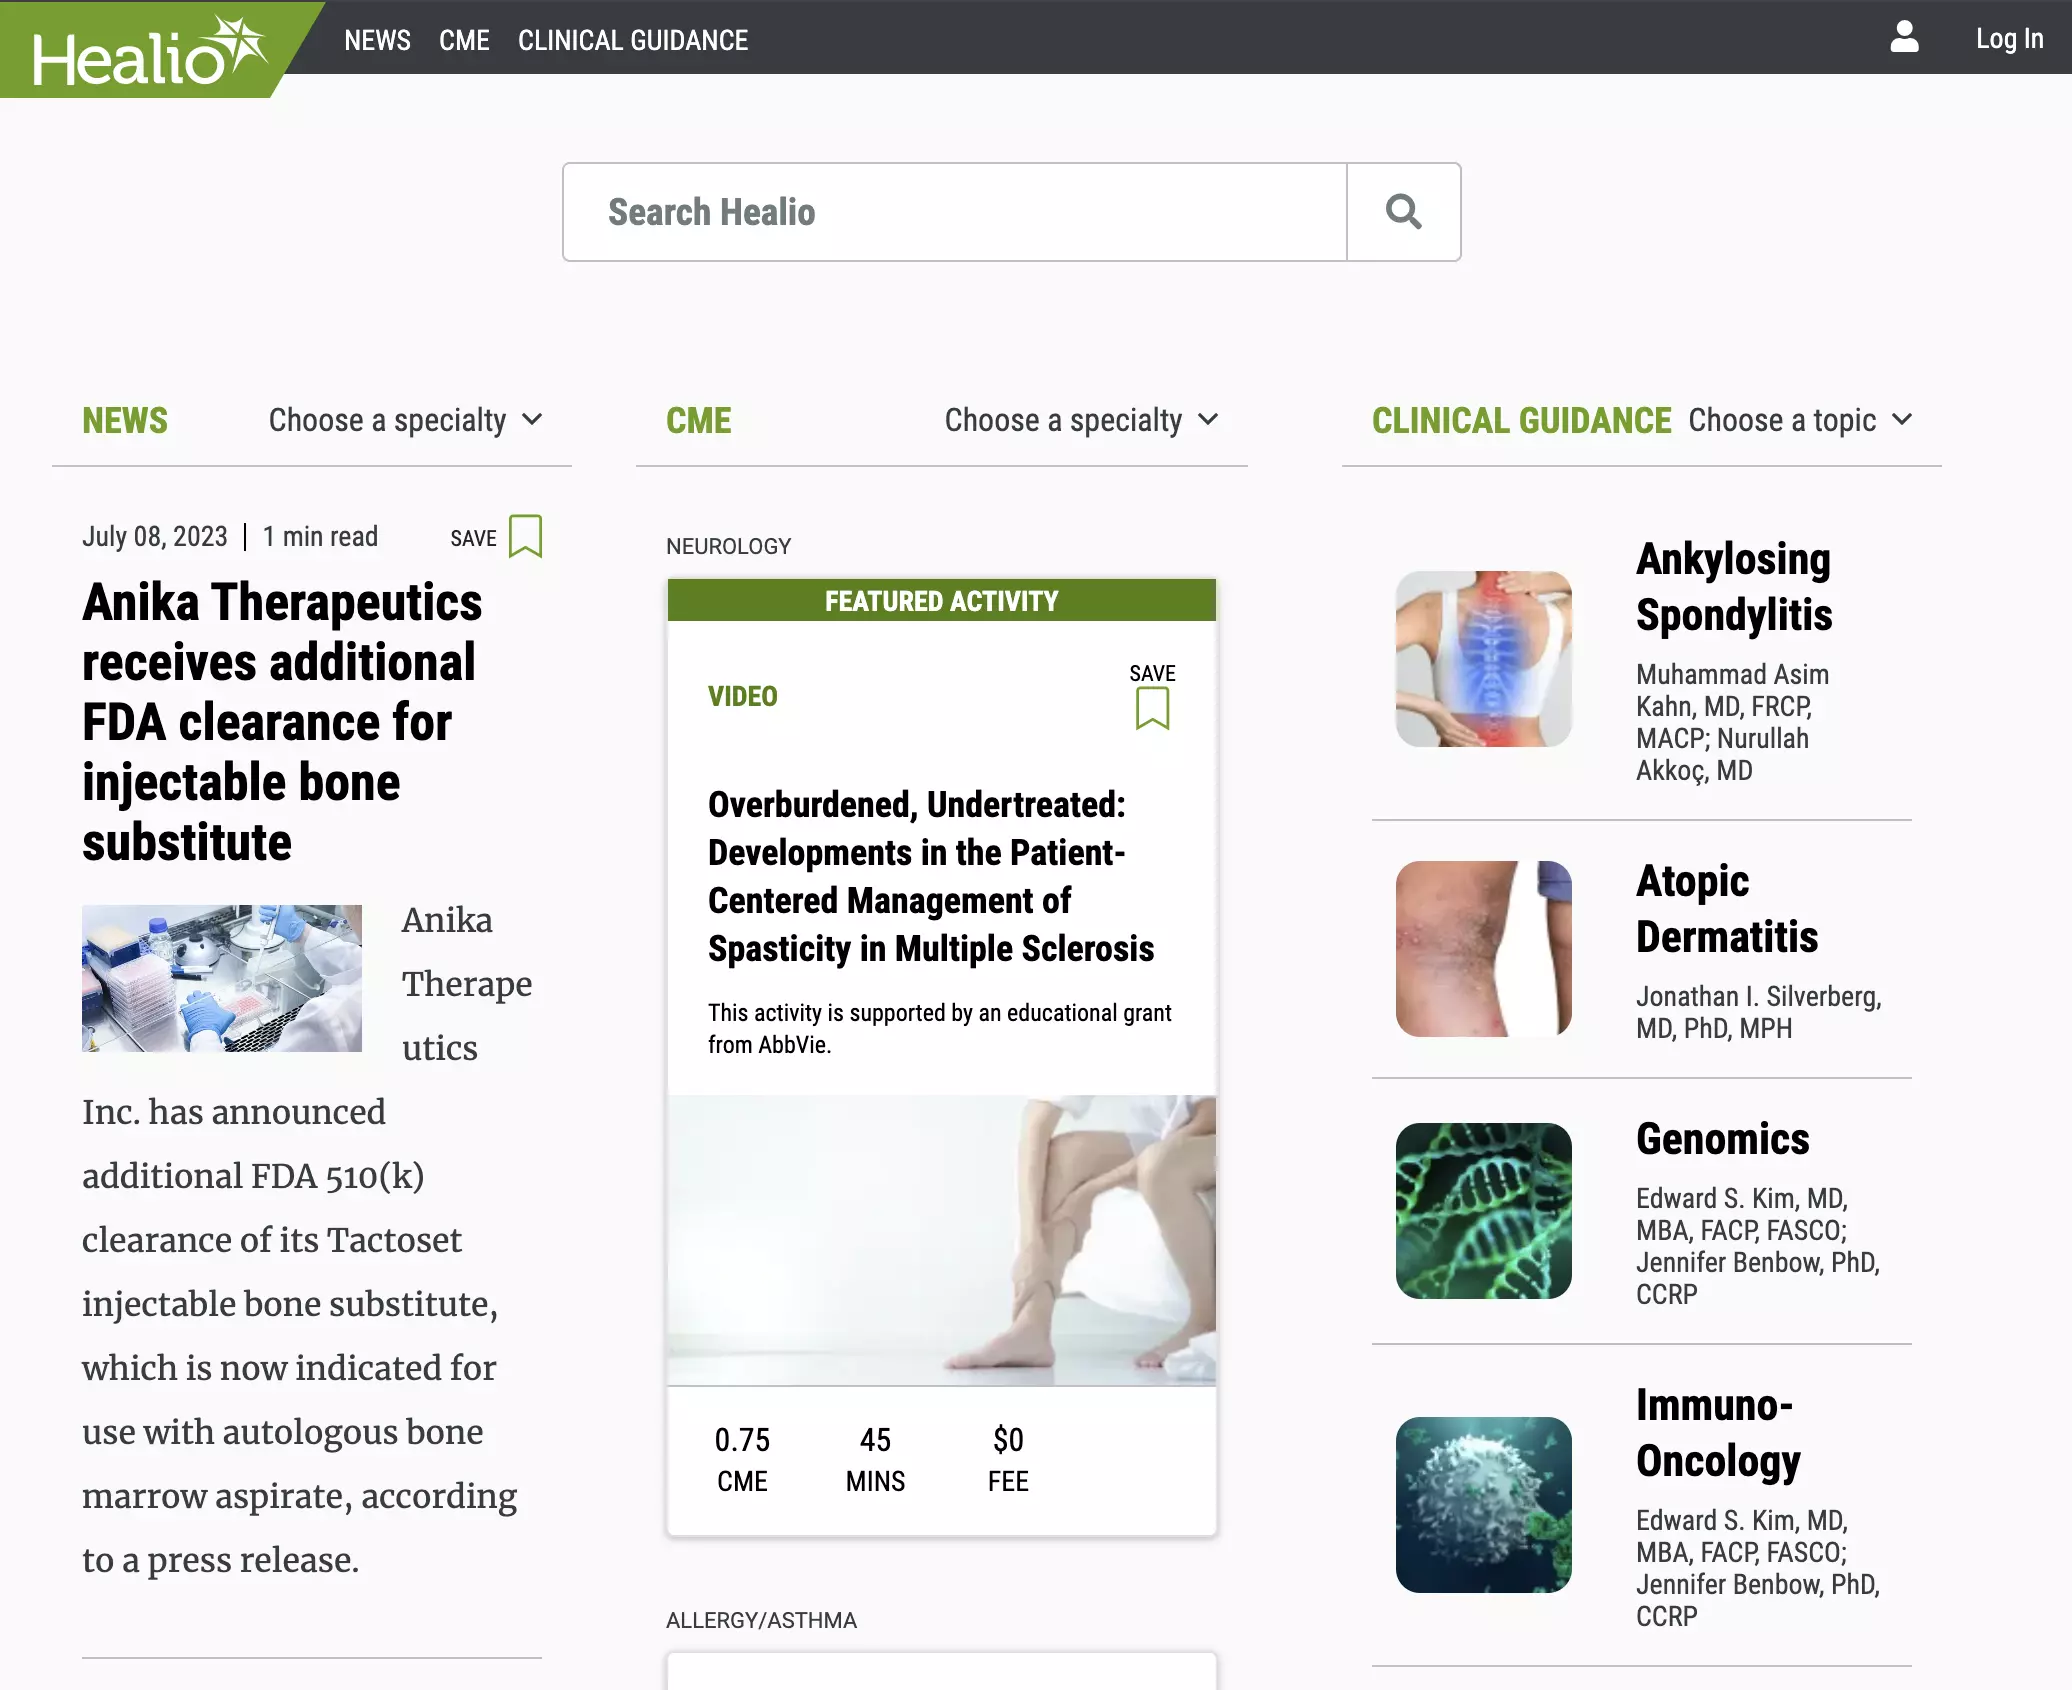 Healio
NEWS CME CLINICAL GUIDANCE
Log In
Search Healio
NEWS Choose a specialty
July 08, 2023 | 1 min read SAVE
Anika Therapeutics
receives additional
FDA clearance for
injectable bone
substitute
Anika
Therape
utics
Inc. has announced
additional FDA 510(k)
clearance of its Tactoset
injectable bone substitute,
which is now indicated for
use with autologous bone
marrow aspirate, according
to a press release.
CME Choose a specialty
NEUROLOGY
FEATURED ACTIVITY
SAVE
VIDEO
Overburdened, Undertreated:
Developments in the Patient-
Centered Management of
Spasticity in Multiple Sclerosis
This activity is supported by an educational grant
from AbbVie.
0.75 45 $0
CME MINS FEE
ALLERGY/ASTHMA
CLINICAL GUIDANCE Choose a topic
Ankylosing
Spondylitis
Muhammad Asim
Kahn, MD, FRCP,
MACP; Nurullah
Akkoç, MD
Atopic
Dermatitis
Jonathan I. Silverberg,
MD, PhD, MPH
Genomics
Edward S. Kim, MD,
MBA, FACP, FASCO;
Jennifer Benbow, PhD,
CCRP
Immuno-
Oncology
Edward S. Kim, MD,
MBA, FACP, FASCO;
Jennifer Benbow, PhD,
CCRP